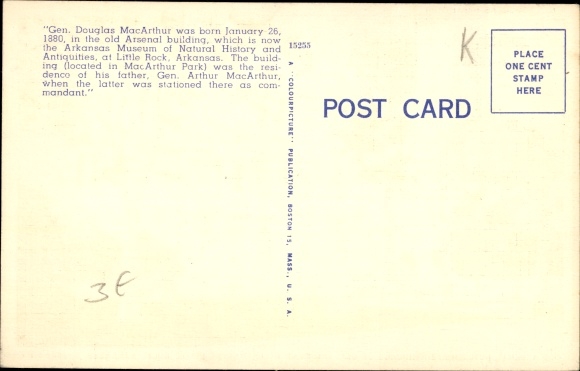 "Gen. Douglas MacArthur was born January 26,
1880, in the old Arsenal building, which is now
the Arkansas Museum of Natural History and
Antiquities, at Little Rock, Arkansas. The build-
ing (located in MacArthur Park) was the resi-
dence of his father, Gen. Arthur MacArthur,
when the latter was stationed there as com-
mandant."
15255
A "COLOURPICTURE" PUBLICATION, BOSTON 15, MASS., U. S. A.
POST CARD
K
PLACE
ONE CENT
STAMP
HERE
3E